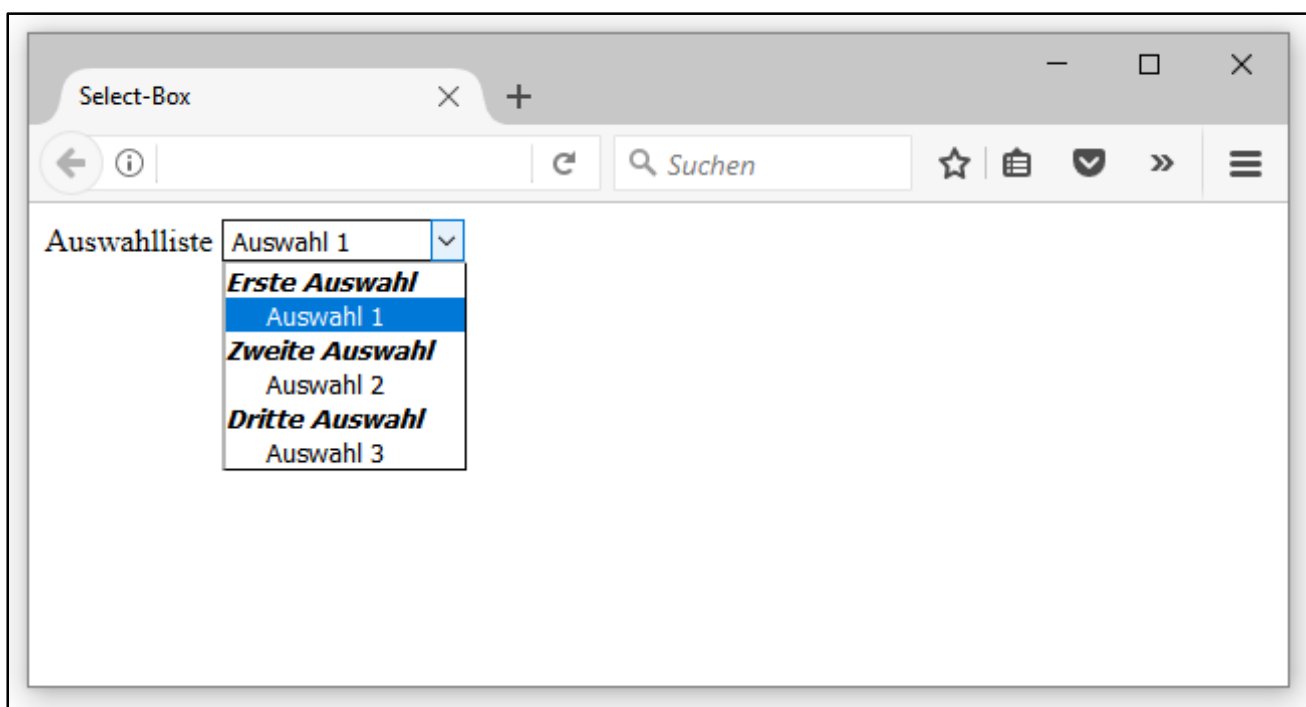 Select-Box
Suchen
Auswahlliste Auswahl 1
Erste Auswahl
Auswahl 1
Zweite Auswahl
Auswahl 2
Dritte Auswahl
Auswahl 3